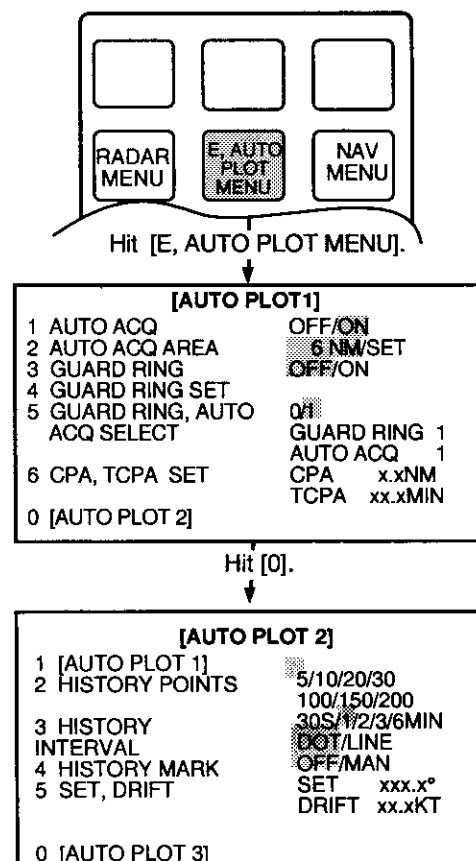 RADAR
MENU
E, AUTO
PLOT
MENU
NAV
MENU
Hit [E, AUTO PLOT MENU].
[AUTO PLOT1]
1 AUTO ACQ OFF/ON
2 AUTO ACQ AREA 6 NM/SET
3 GUARD RING OFF/ON
4 GUARD RING SET
5 GUARD RING, AUTO 0/1
ACQ SELECT GUARD RING 1
AUTO ACQ 1
6 CPA, TCPA SET CPA x.xNM
TCPA xx.xMIN
0 [AUTO PLOT 2]
Hit [0].
[AUTO PLOT 2]
1 [AUTO PLOT 1]
2 HISTORY POINTS 5/10/20/30
100/150/200
3 HISTORY 30S/1/2/3/6MIN
INTERVAL DOT/LINE
4 HISTORY MARK OFF/MAN
5 SET, DRIFT SET xxx.x°
DRIFT xx.xKT
0 [AUTO PLOT 3]